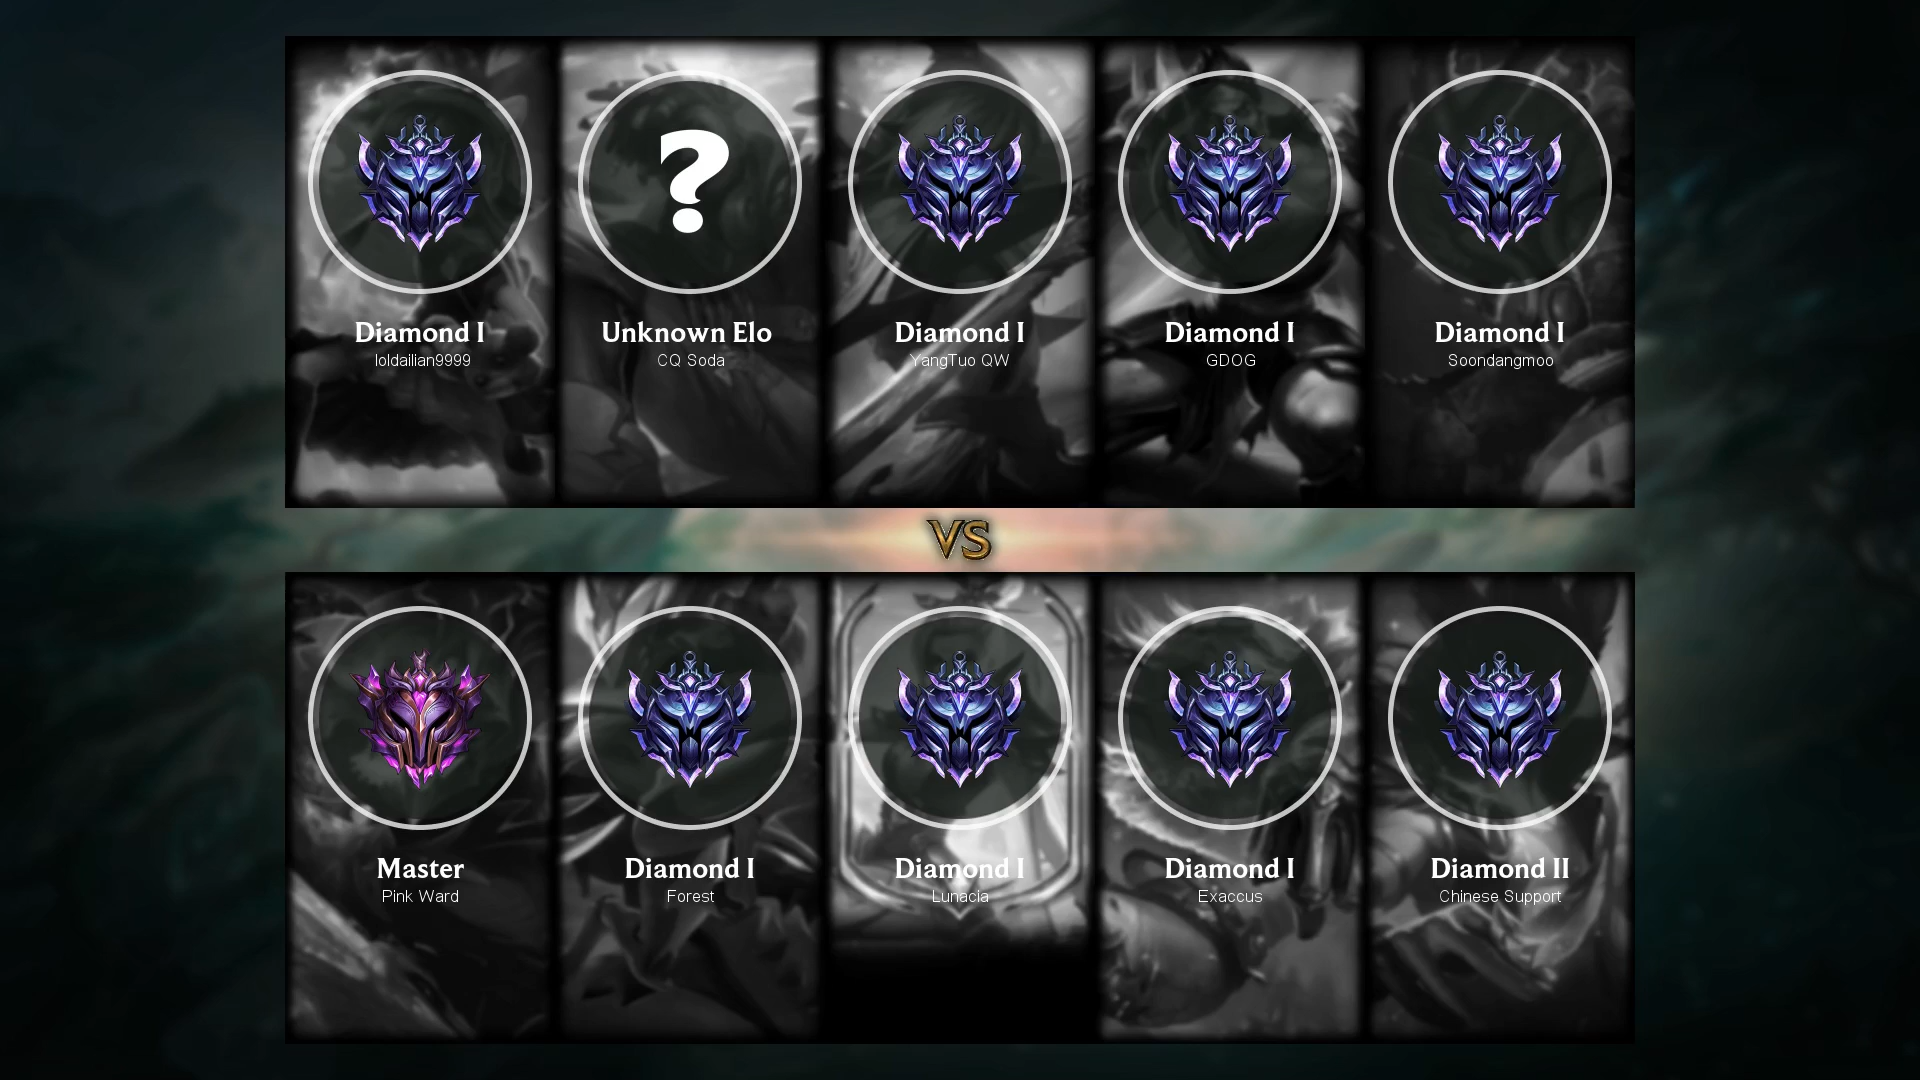 Diamond I
loldailian9999
?
Unknown Elo
CQ Soda
Diamond I
YangTuo QW
Diamond I
GDOG
Diamond I
Soondangmoo
VS
Master
Pink Ward
Diamond I
Forest
Diamond I
Lunacia
Diamond I
Exaccus
Diamond II
Chinese Support